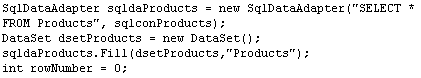 SqlDataAdapter sqldaProducts = new SqlDataAdapter("SELECT *
FROM Products", sqlconProducts);
DataSet dsetProducts = new DataSet();
sqldaProducts.Fill(dsetProducts,"Products");
int rowNumber = 0;